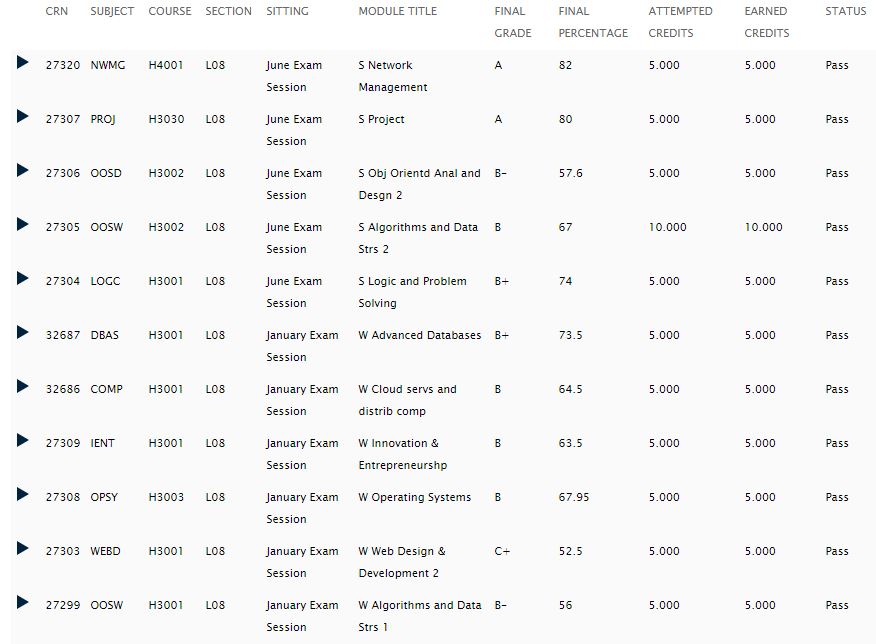 CRN SUBJECT COURSE SECTION SITTING MODULE TITLE FINAL FINAL ATTEMPTED EARNED STATUS
GRADE PERCENTAGE CREDITS CREDITS
27320 NWMG H4001 L08 June Exam S Network A 82 5.000 5.000 Pass
Session Management
27307 PROJ H3030 L08 June Exam S Project A 80 5.000 5.000 Pass
Session
27306 OOSD H3002 L08 June Exam S Obj Orientd Anal and B- 57.6 5.000 5.000 Pass
Session Desgn 2
27305 OOSW H3002 L08 June Exam S Algorithms and Data B 67 10.000 10.000 Pass
Session Strs 2
27304 LOGC H3001 L08 June Exam S Logic and Problem B+ 74 5.000 5.000 Pass
Session Solving
32687 DBAS H3001 L08 January Exam W Advanced Databases B+ 73.5 5.000 5.000 Pass
Session
32686 COMP H3001 L08 January Exam W Cloud servs and B 64.5 5.000 5.000 Pass
Session distrib comp
27309 IENT H3001 L08 January Exam W Innovation & B 63.5 5.000 5.000 Pass
Session Entrepreneurshp
27308 OPSY H3003 L08 January Exam W Operating Systems B 67.95 5.000 5.000 Pass
Session
27303 WEBD H3001 L08 January Exam W Web Design & C+ 52.5 5.000 5.000 Pass
Session Development 2
27299 OOSW H3001 L08 January Exam W Algorithms and Data B- 56 5.000 5.000 Pass
Session Strs 1